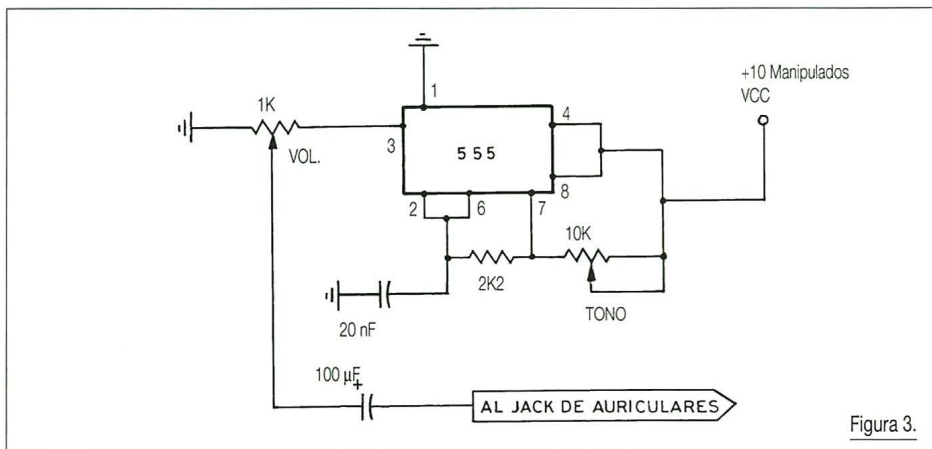 +10 Manipulados
VCC
1K
VOL.
1
3
555
4
8
2
6
7
10K
2K2
TONO
20 nF
100 µF
+
AL JACK DE AURICULARES
Figura 3.